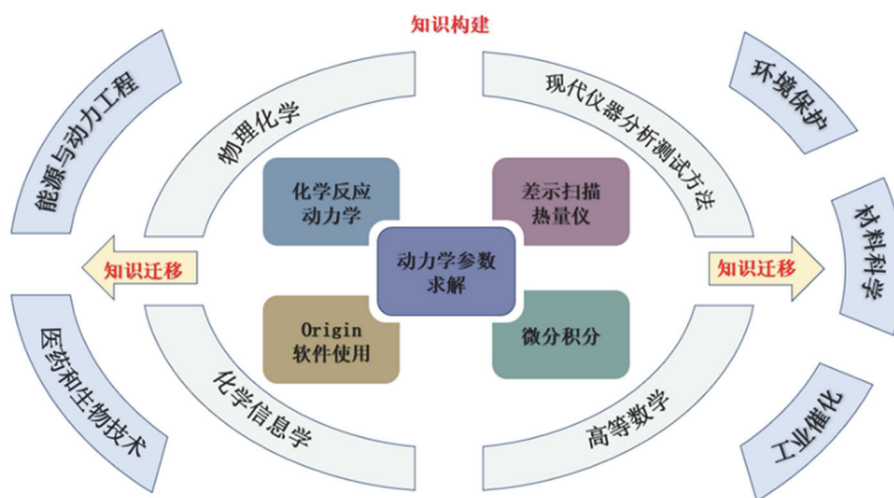 知识构建
能源与动力工程
物理化学
现代仪器分析测试方法
环境保护
化学反应
动力学
差示扫描
热量仪
材料科学
知识迁移
动力学参数
求解
知识迁移
Origin
软件使用
微分积分
医药和生物技术
化学信息学
高等数学
工业催化